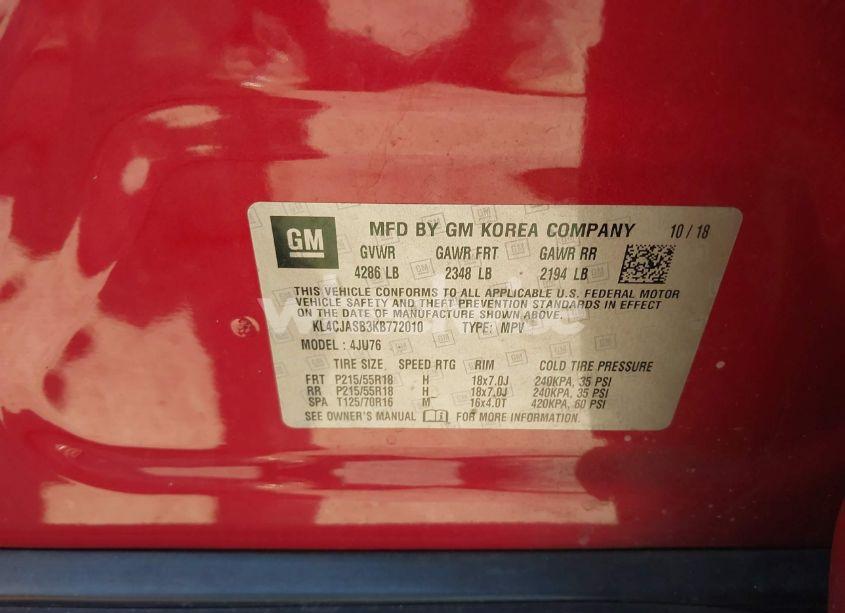 GM MFD BY GM KOREA COMPANY 10 / 18
GVWR GAWR FRT GAWR RR
4286 LB 2348 LB 2194 LB
THIS VEHICLE CONFORMS TO ALL APPLICABLE U.S. FEDERAL MOTOR
VEHICLE SAFETY AND THEFT PREVENTION STANDARDS IN EFFECT
ON THE DATE OF MANUFACTURE SHOWN ABOVE.
KL4CJASB3KB772010 TYPE: MPV
MODEL : 4JU76
TIRE SIZE SPEED RTG RIM COLD TIRE PRESSURE
FRT P215/55R18 H 18x7.0J 240KPA, 35 PSI
RR P215/55R18 H 18x7.0J 240KPA, 35 PSI
SPA T125/70R16 M 16x4.0T 420KPA, 60 PSI
SEE OWNER'S MANUAL FOR MORE INFORMATION.